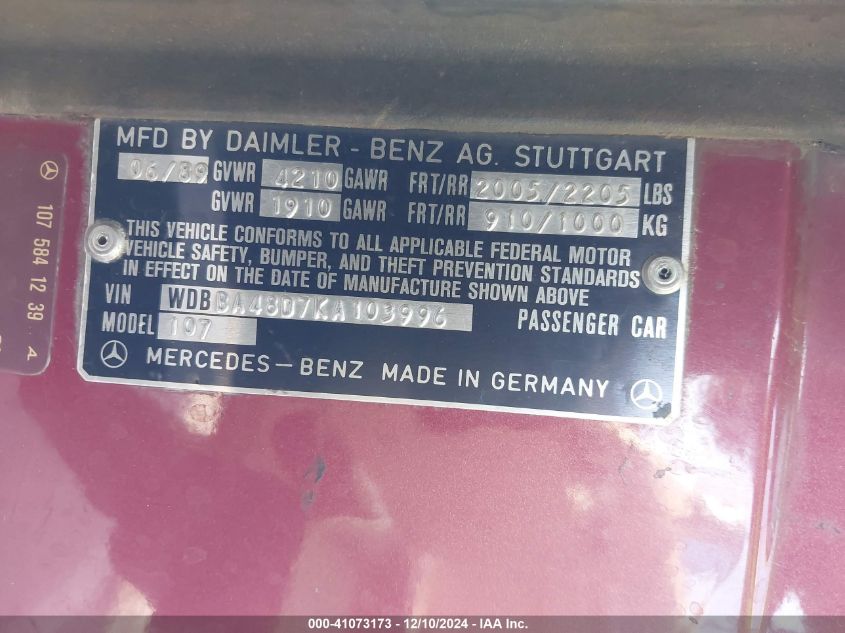 MFD BY DAIMLER - BENZ AG. STUTTGART
06/89 GVWR 4210 GAWR FRT/RR 2005/2205 LBS
GVWR 1910 GAWR FRT/RR 910/1000 KG
THIS VEHICLE CONFORMS TO ALL APPLICABLE FEDERAL MOTOR
VEHICLE SAFETY, BUMPER, AND THEFT PREVENTION STANDARDS
IN EFFECT ON THE DATE OF MANUFACTURE SHOWN ABOVE
VIN WDBBA48D7KA103996 PASSENGER CAR
MODEL 107
MERCEDES-BENZ MADE IN GERMANY
107 584 12 39 A
000-41073173 - 12/10/2024 - IAA Inc.